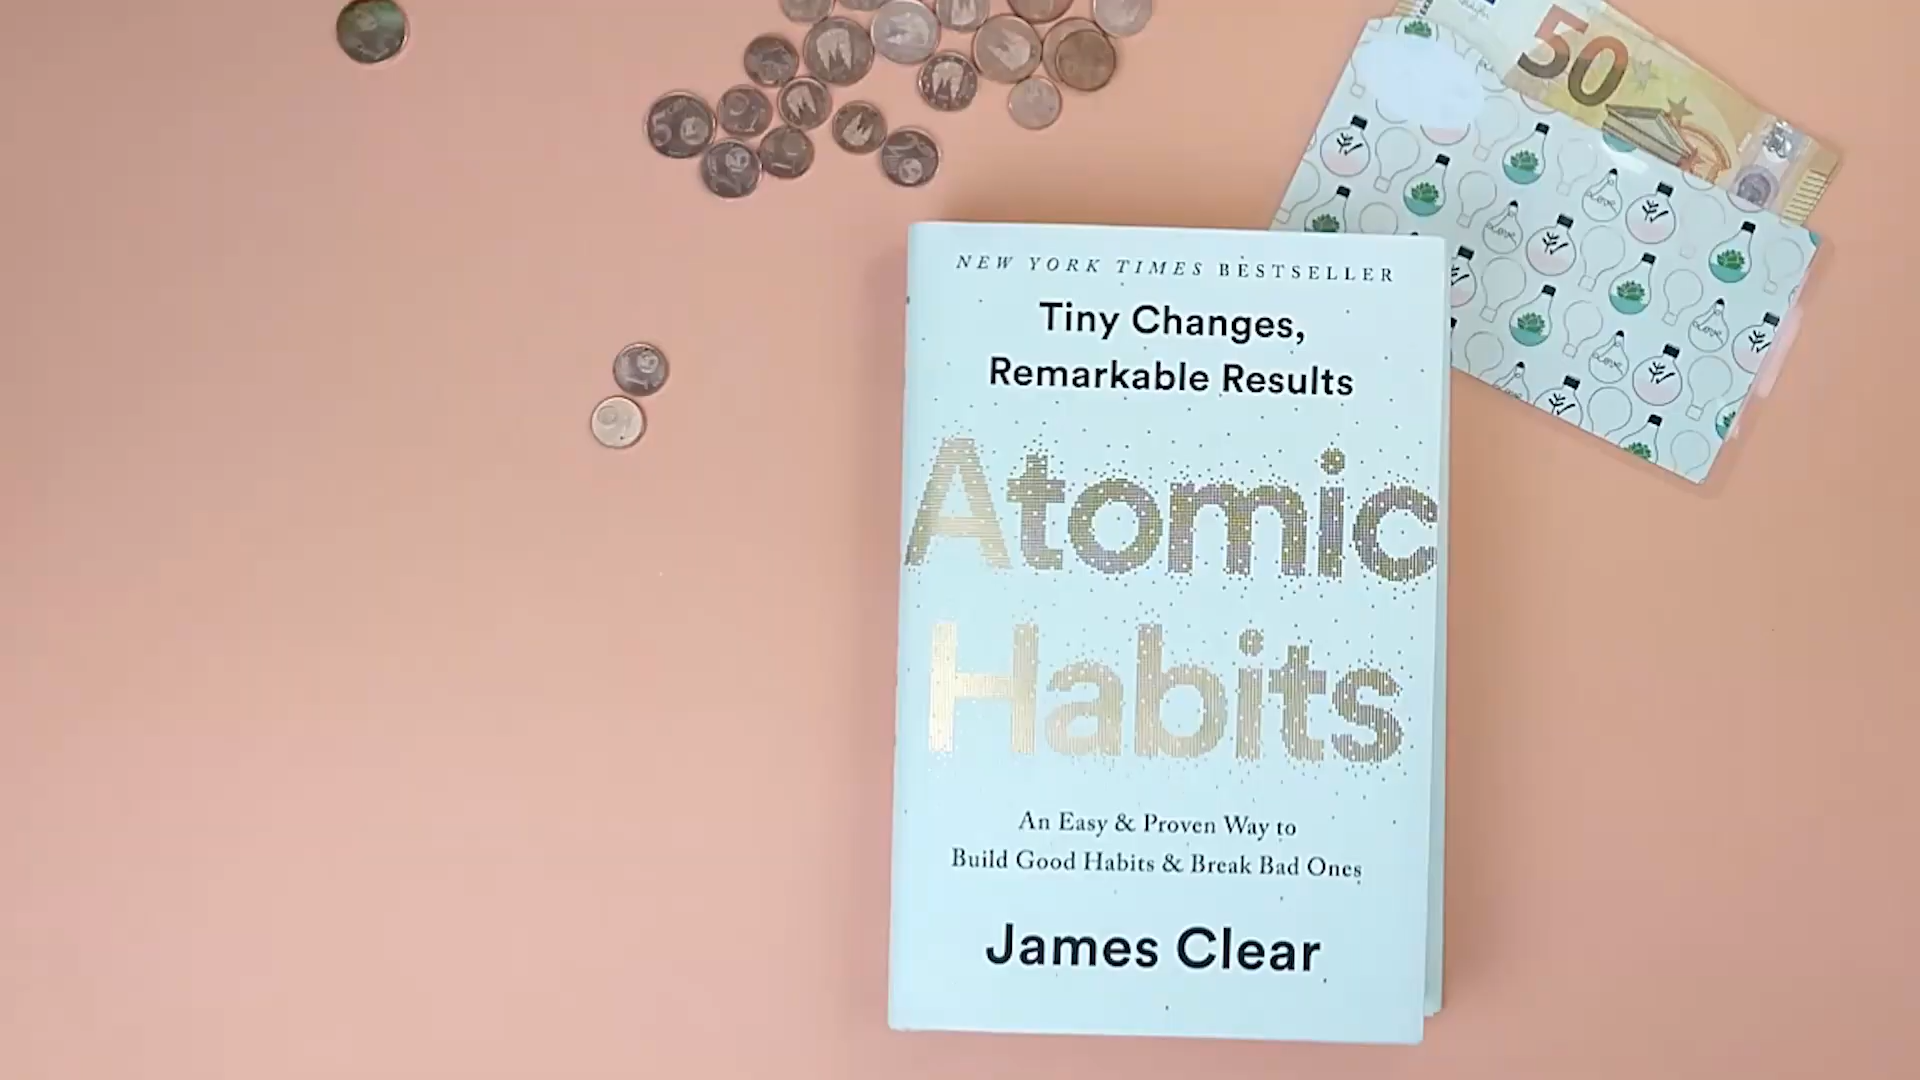 50
NEW YORK TIMES BESTSELLER
Tiny Changes,
Remarkable Results
Atomic
Habits
An Easy & Proven Way to
Build Good Habits & Break Bad Ones
James Clear